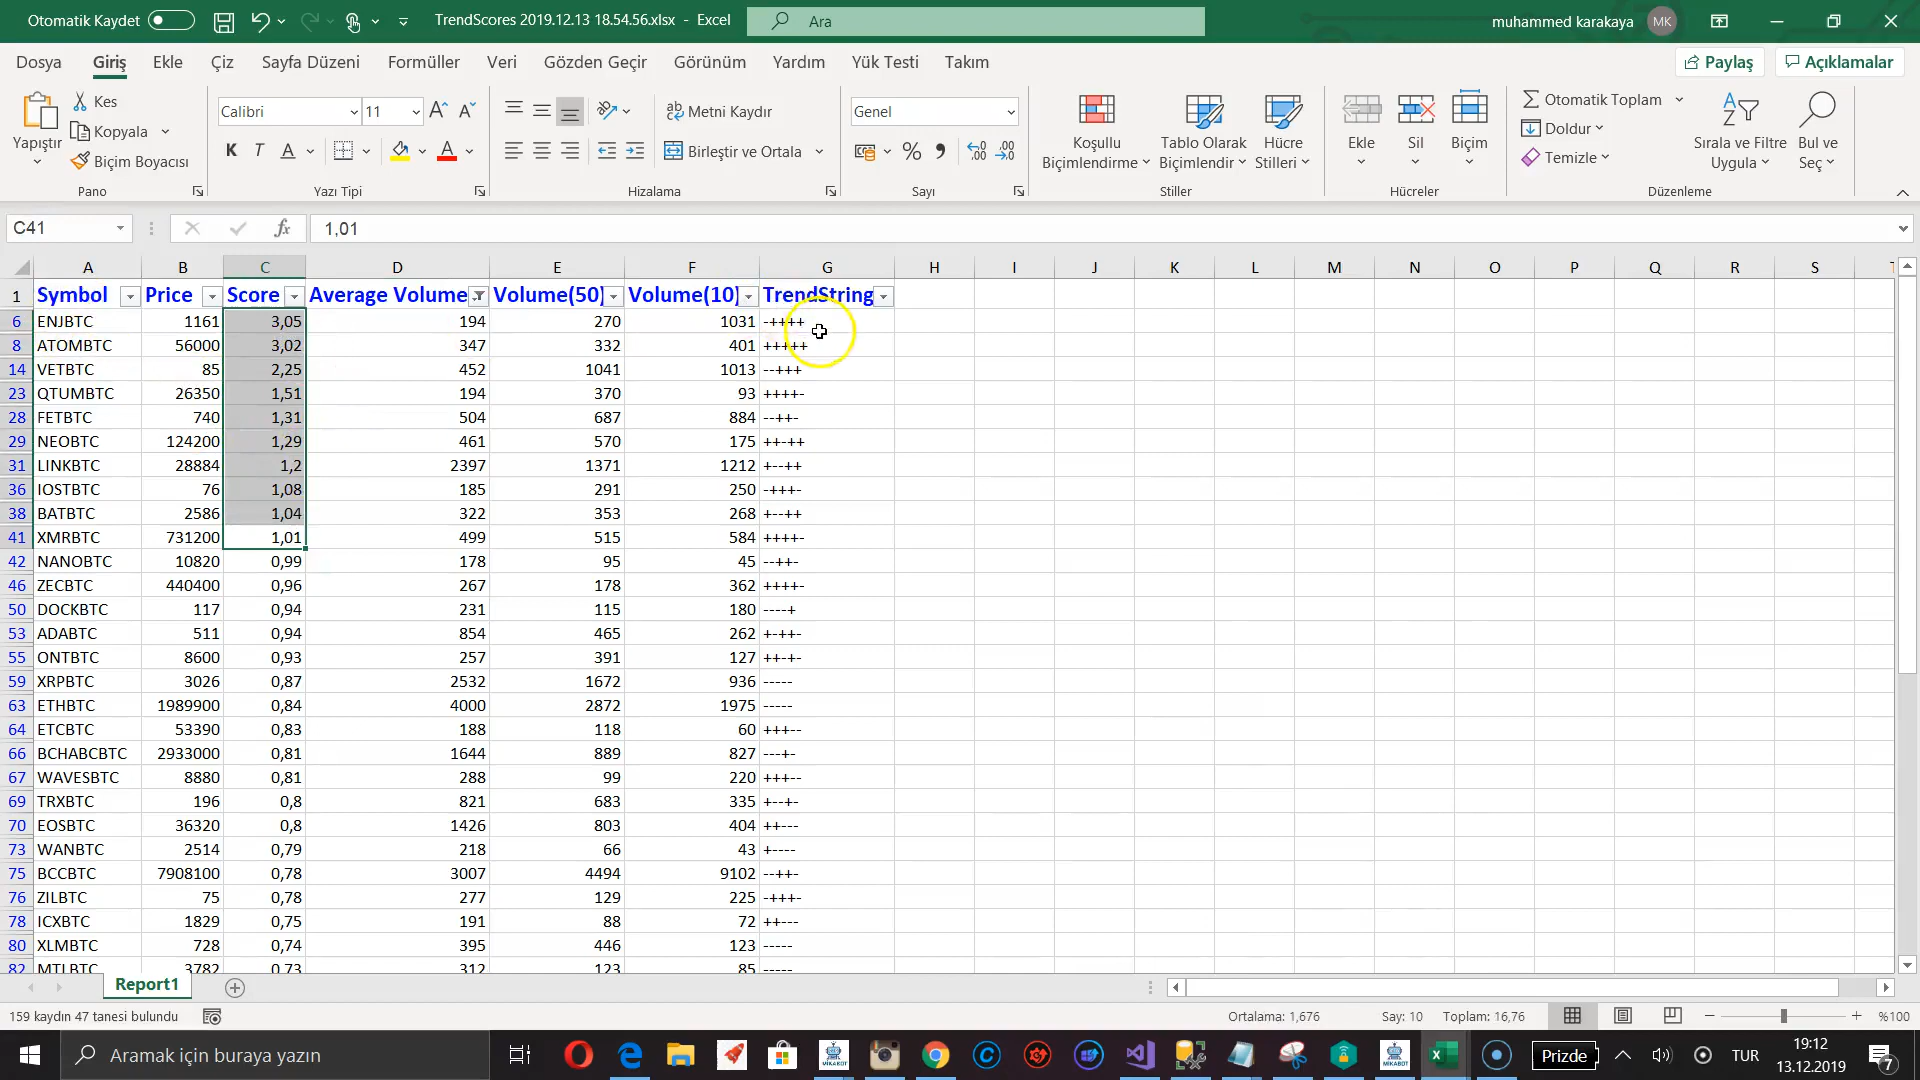 Otomatik Kaydet
TrendScores 2019.12.13 18.54.56.xlsx - Excel
Ara
muhammed karakaya
MK
Dosya Giriş Ekle Çiz Sayfa Düzeni Formüller Veri Gözden Geçir Görünüm Yardım Yük Testi Takım Paylaş Açıklamalar
Yapıştır
Kes
Kopyala
Biçim Boyacısı
Pano
Calibri 11
K T A
Yazı Tipi
Metni Kaydır
Birleştir ve Ortala
Hizalama
Genel
Sayı
Koşullu
Biçimlendirme
Tablo Olarak
Biçimlendir
Hücre
Stilleri
Stiller
Ekle
Sil
Biçim
Hücreler
Otomatik Toplam
Doldur
Temizle
Sırala ve Filtre
Uygula
Bul ve
Seç
Düzenleme
C41 fx 1,01
A B C D E F G H I J K L M N O P Q R S
1 Symbol Price Score Average Volume Volume(50) Volume(10) TrendString
6 ENJBTC 1161 3,05 194 270 1031 -++++
8 ATOMBTC 56000 3,02 347 332 401 +++++
14 VETBTC 85 2,25 452 1041 1013 --+++
23 QTUMBTC 26350 1,51 194 370 93 ++++-
28 FETBTC 740 1,31 504 687 884 --++-
29 NEOBTC 124200 1,29 461 570 175 ++-++
31 LINKBTC 28884 1,2 2397 1371 1212 +--++
36 IOSTBTC 76 1,08 185 291 250 -+++-
38 BATBTC 2586 1,04 322 353 268 +--++
41 XMRBTC 731200 1,01 499 515 584 ++++-
42 NANOBTC 10820 0,99 178 95 45 --++-
46 ZECBTC 440400 0,96 267 178 362 ++++-
50 DOCKBTC 117 0,94 231 115 180 ----+
53 ADABTC 511 0,94 854 465 262 +-++-
55 ONTBTC 8600 0,93 257 391 127 ++-+-
59 XRPBTC 3026 0,87 2532 1672 936 -----
63 ETHBTC 1989900 0,84 4000 2872 1975 -----
64 ETCBTC 53390 0,83 188 118 60 +++--
66 BCHABCBTC 2933000 0,81 1644 889 827 ---+-
67 WAVESBTC 8880 0,81 288 99 220 +++--
69 TRXBTC 196 0,8 821 683 335 +--+-
70 EOSBTC 36320 0,8 1426 803 404 ++---
73 WANBTC 2514 0,79 218 66 43 +----
75 BCCBTC 7908100 0,78 3007 4494 9102 --++-
76 ZILBTC 75 0,78 277 129 225 -+++-
78 ICXBTC 1829 0,75 191 88 72 ++---
80 XLMBTC 728 0,74 395 446 123 -----
82 MTLBTC 3782 0,73 312 123 85 -----
Report1
159 kaydın 47 tanesi bulundu
Ortalama: 1,676 Say: 10 Toplam: 16,76
%100
Aramak için buraya yazın
Prizde
TUR
19:12
13.12.2019
7